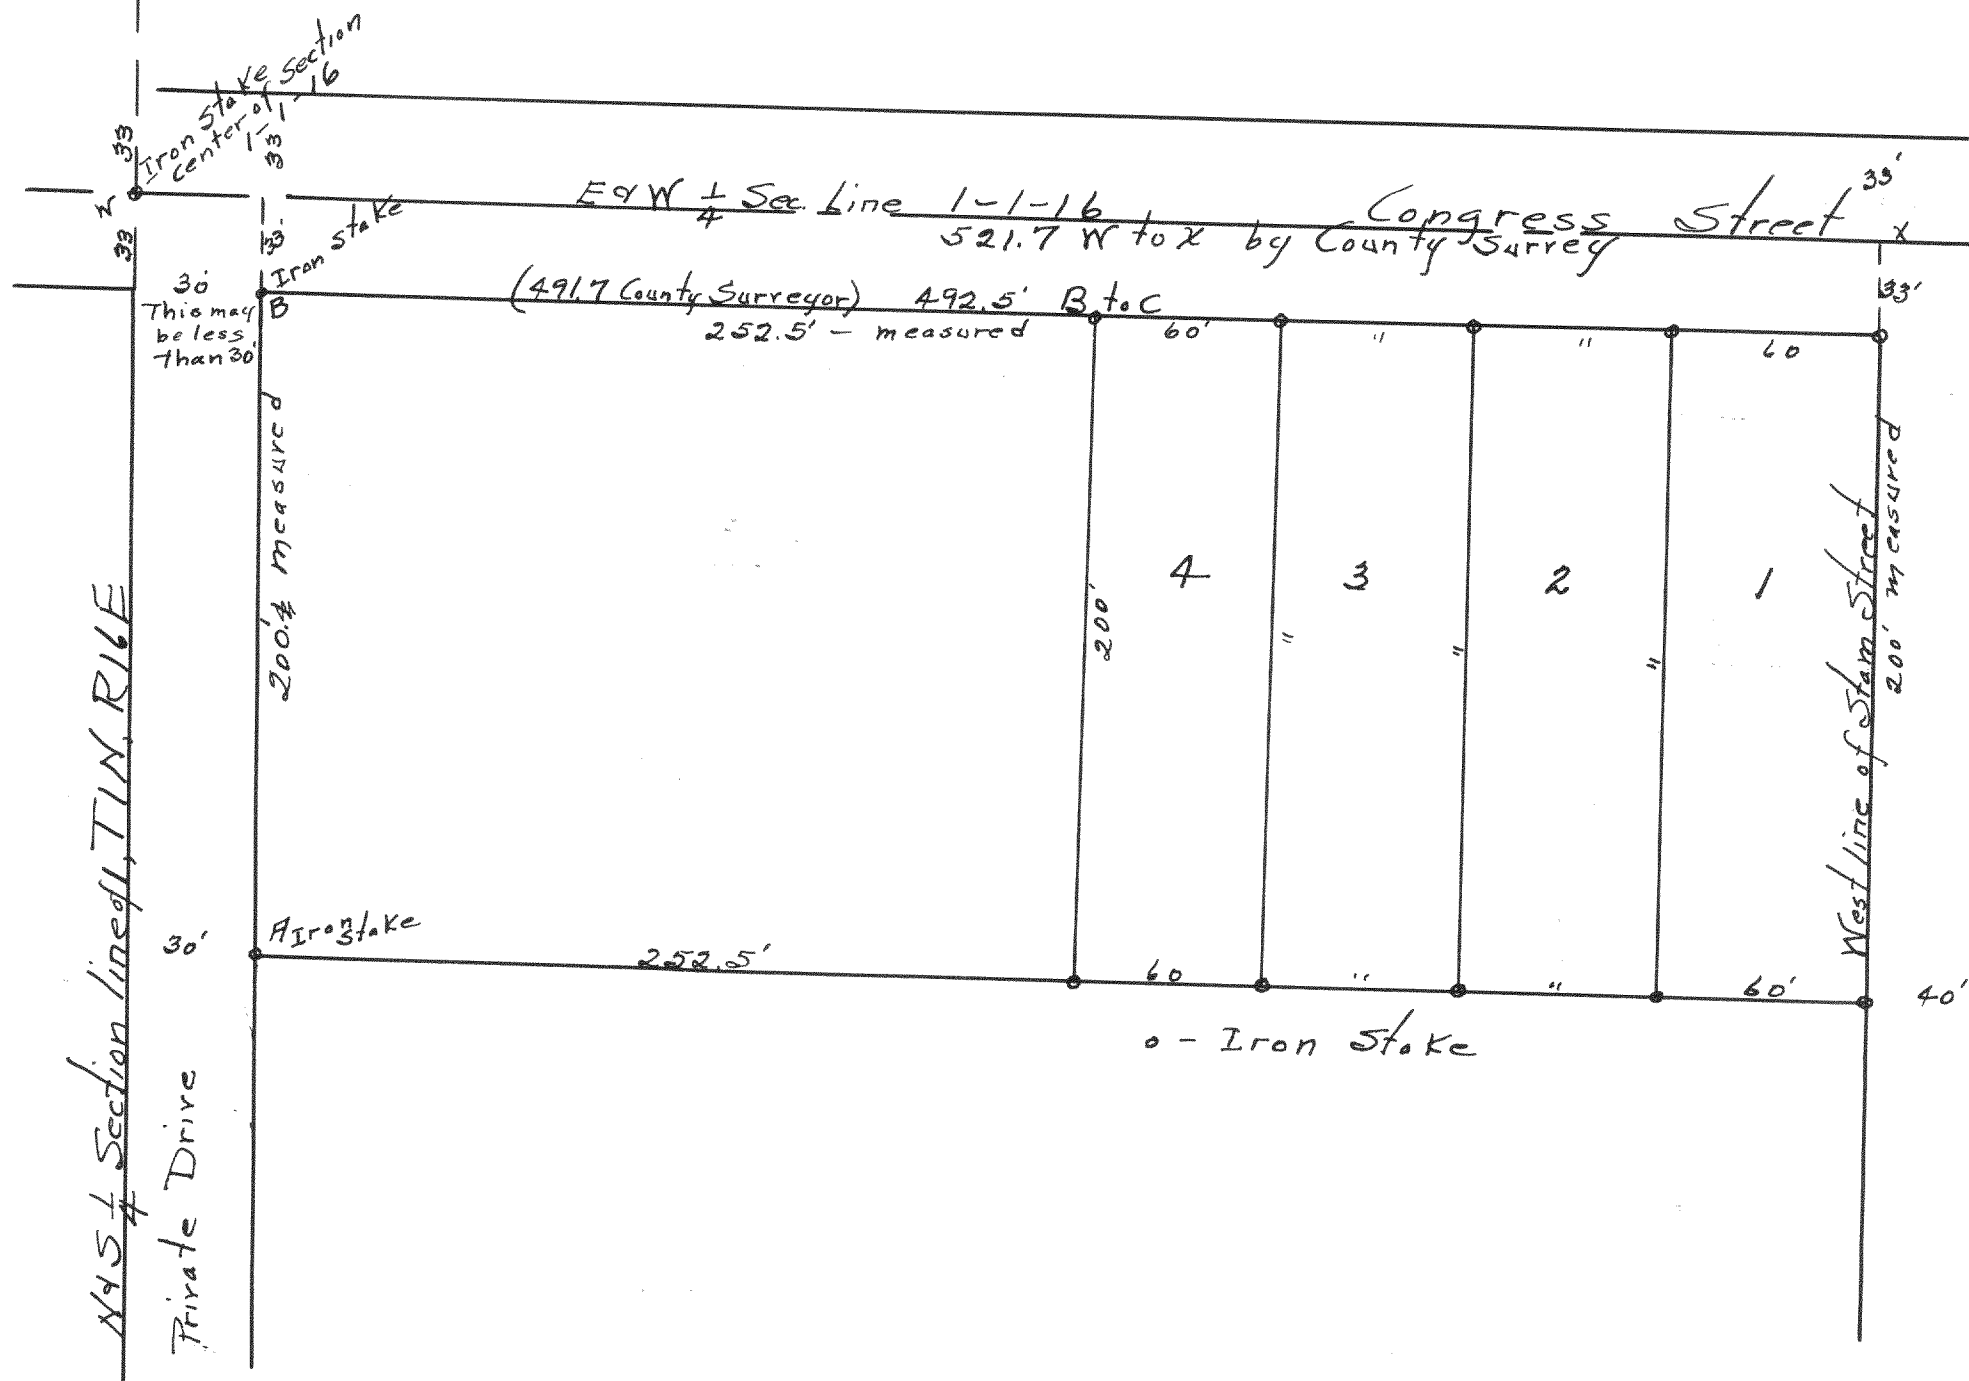 Iron Stake Section
Center of 1-1-16
33
33
E & W 1/4 Sec. Line 1-1-16 Congress Street
33'
521.7 W to X by County Surrey
X
W
33
33'
Iron Stake
30'
This may
be less
than 30'
B
(491.7 County Surveyor) 492.5' B to C
252.5' - measured
60'
"
"
60
33'
200.4' measured
200'
4
3
2
1
"
"
"
West line of Stam Street
200' measured
N & S 1/4 Section line of 1, T1N, R16E
30'
A Iron Stake
252.5'
60
"
"
60'
40'
o - Iron Stake
Private Drive